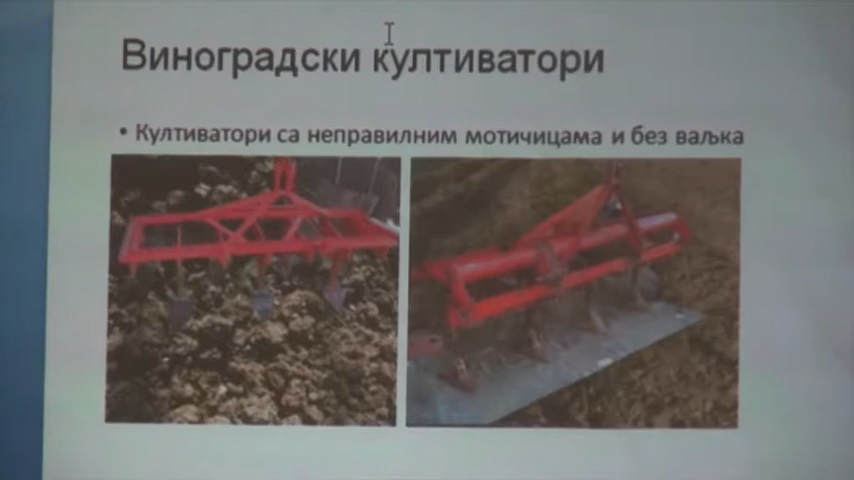 Виноградски култиватори
• Култиватори са неправилним мотичицама и без ваљка